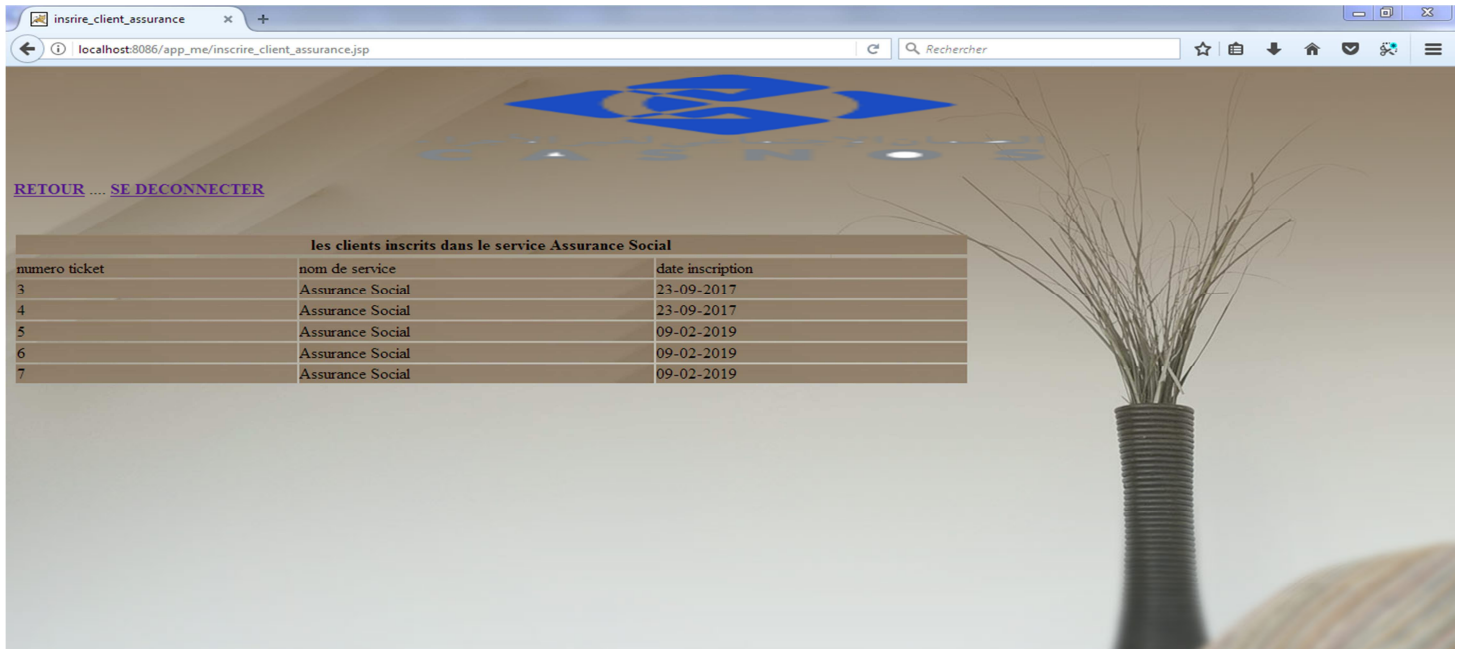 insrire_client_assurance
localhost:8086/app_me/inscrire_client_assurance.jsp
Rechercher
C A S N O S
RETOUR .... SE DECONNECTER
les clients inscrits dans le service Assurance Social
numero ticket nom de service date inscription
3 Assurance Social 23-09-2017
4 Assurance Social 23-09-2017
5 Assurance Social 09-02-2019
6 Assurance Social 09-02-2019
7 Assurance Social 09-02-2019